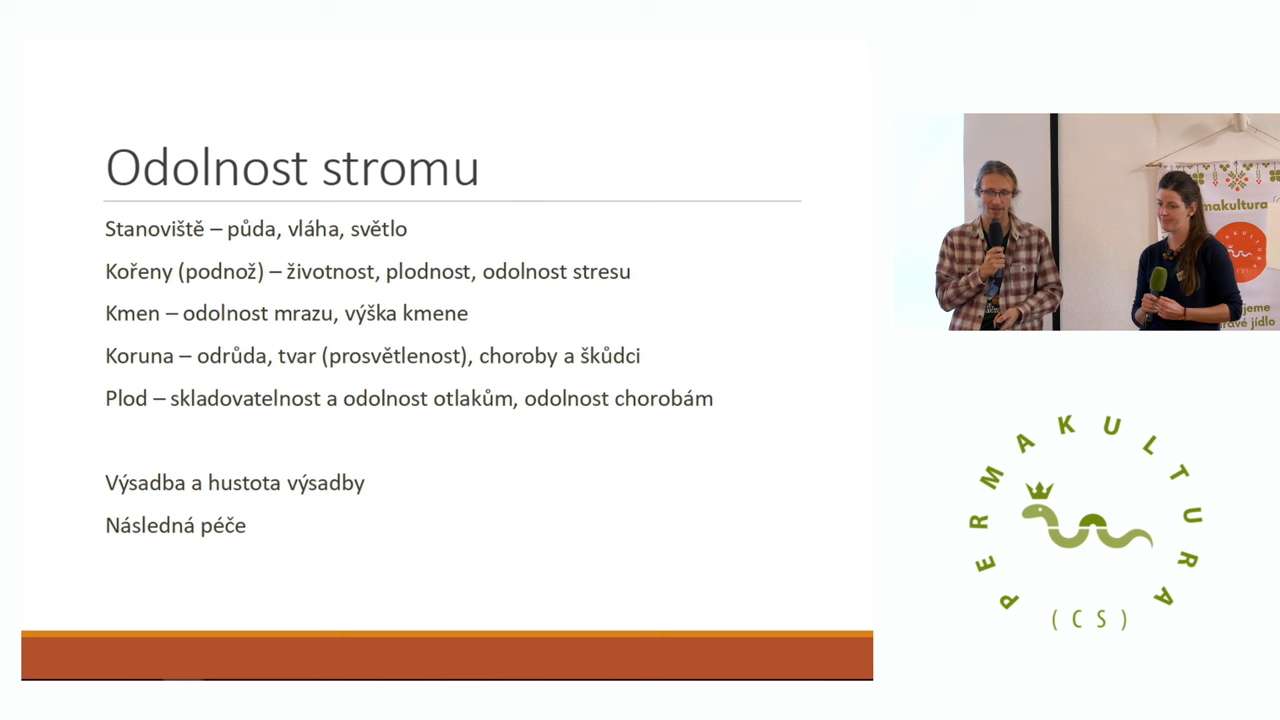 Odolnost stromu
Stanoviště – půda, vláha, světlo
Kořeny (podnož) – životnost, plodnost, odolnost stresu
Kmen – odolnost mrazu, výška kmene
Koruna – odrůda, tvar (prosvětlenost), choroby a škůdci
Plod – skladovatelnost a odolnost otlakům, odolnost chorobám
Výsadba a hustota výsadby
Následná péče
makultura
jeme
jídlo
PERMAKULTURA
(CS)